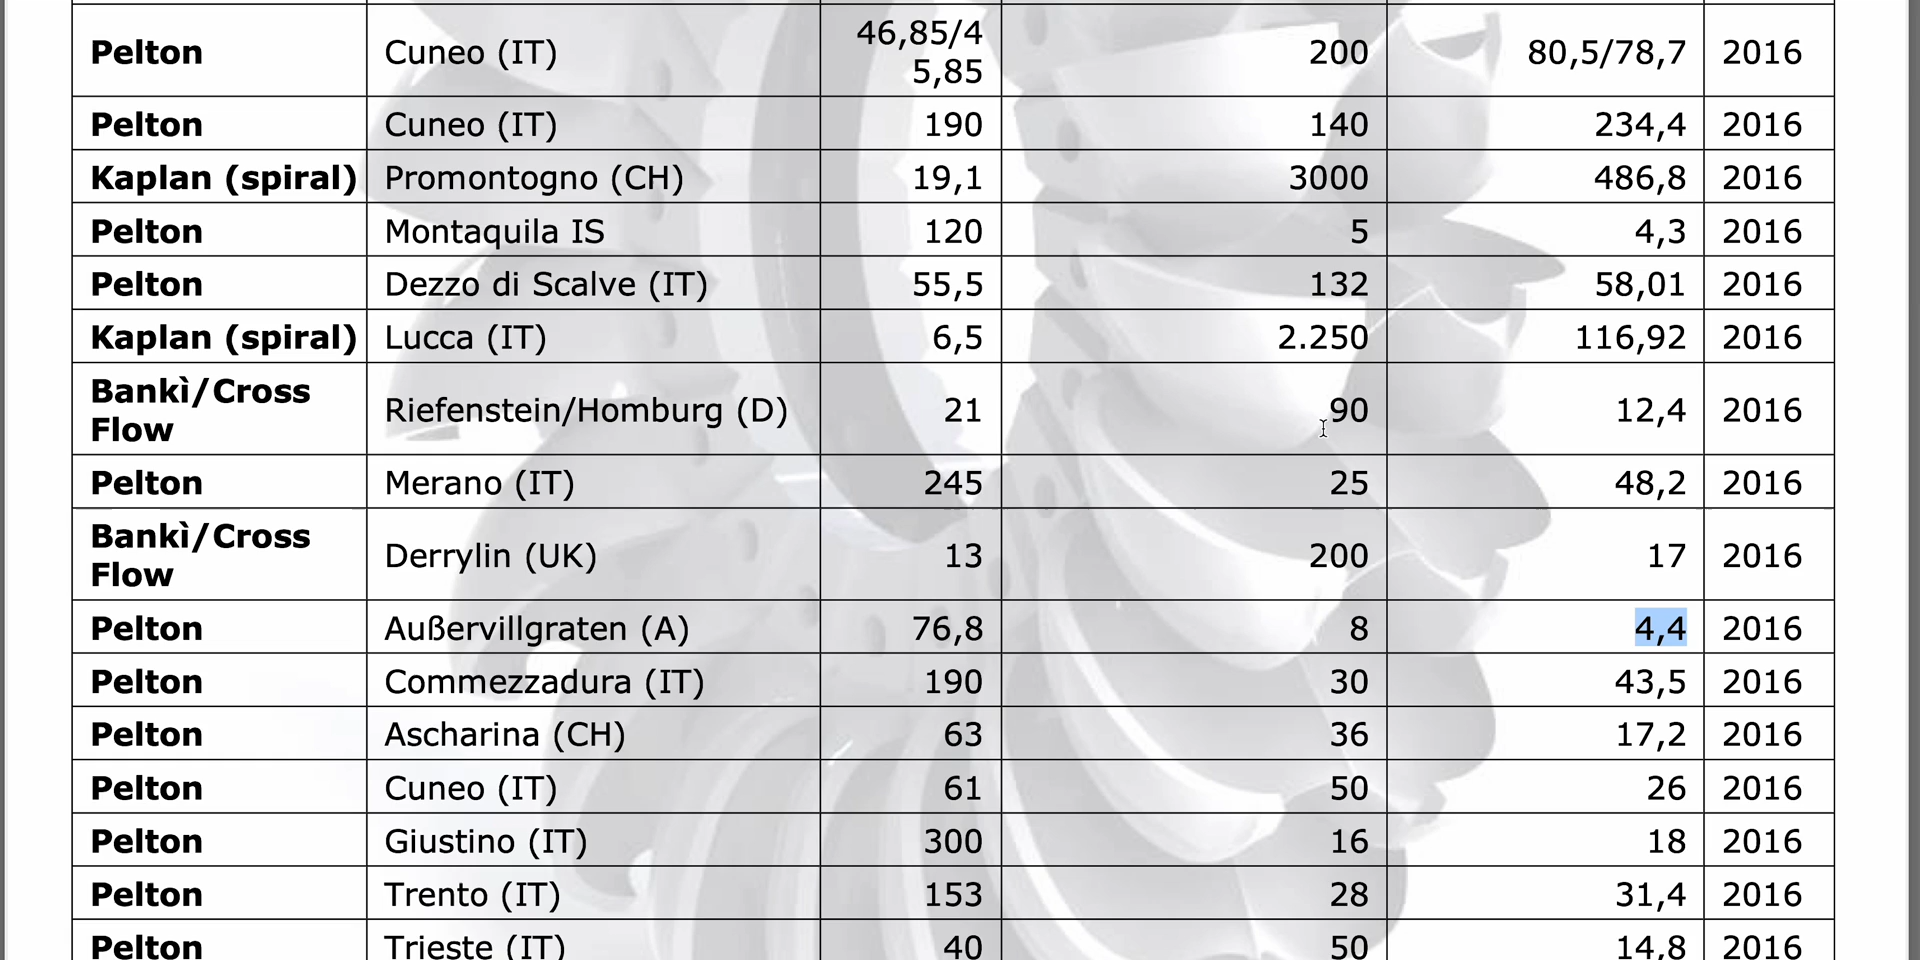 Pelton Cuneo (IT) 46,85/4 200 80,5/78,7 2016
5,85
Pelton Cuneo (IT) 190 140 234,4 2016
Kaplan (spiral) Promontogno (CH) 19,1 3000 486,8 2016
Pelton Montaquila IS 120 5 4,3 2016
Pelton Dezzo di Scalve (IT) 55,5 132 58,01 2016
Kaplan (spiral) Lucca (IT) 6,5 2.250 116,92 2016
Bankì/Cross
Flow Riefenstein/Homburg (D) 21 90 12,4 2016
Pelton Merano (IT) 245 25 48,2 2016
Bankì/Cross
Flow Derrylin (UK) 13 200 17 2016
Pelton Außervillgraten (A) 76,8 8 4,4 2016
Pelton Commezzadura (IT) 190 30 43,5 2016
Pelton Ascharina (CH) 63 36 17,2 2016
Pelton Cuneo (IT) 61 50 26 2016
Pelton Giustino (IT) 300 16 18 2016
Pelton Trento (IT) 153 28 31,4 2016
Pelton Trieste (IT) 40 50 14,8 2016